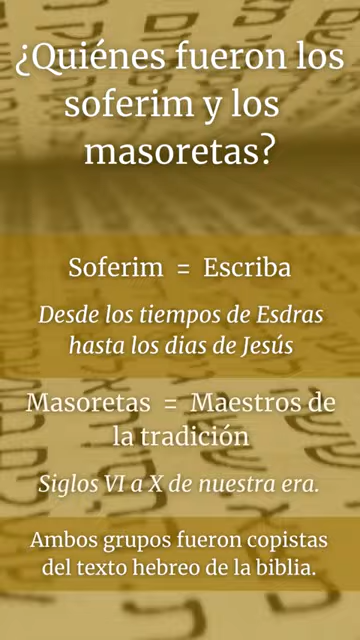 ¿Quiénes fueron los
soferim y los
masoretas?
Soferim = Escriba
Desde los tiempos de Esdras
hasta los dias de Jesús
Masoretas = Maestros de
la tradición
Siglos VI a X de nuestra era.
Ambos grupos fueron copistas
del texto hebreo de la biblia.